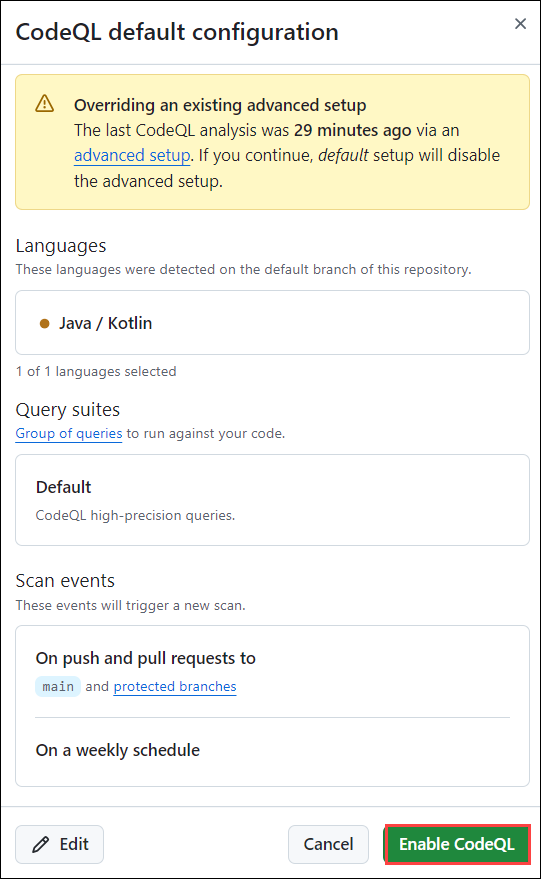 CodeQL default configuration
Overriding an existing advanced setup
The last CodeQL analysis was 29 minutes ago via an
advanced setup. If you continue, default setup will disable
the advanced setup.
Languages
These languages were detected on the default branch of this repository.
Java / Kotlin
1 of 1 languages selected
Query suites
Group of queries to run against your code.
Default
CodeQL high-precision queries.
Scan events
These events will trigger a new scan.
On push and pull requests to
main and protected branches
On a weekly schedule
Edit Cancel Enable CodeQL